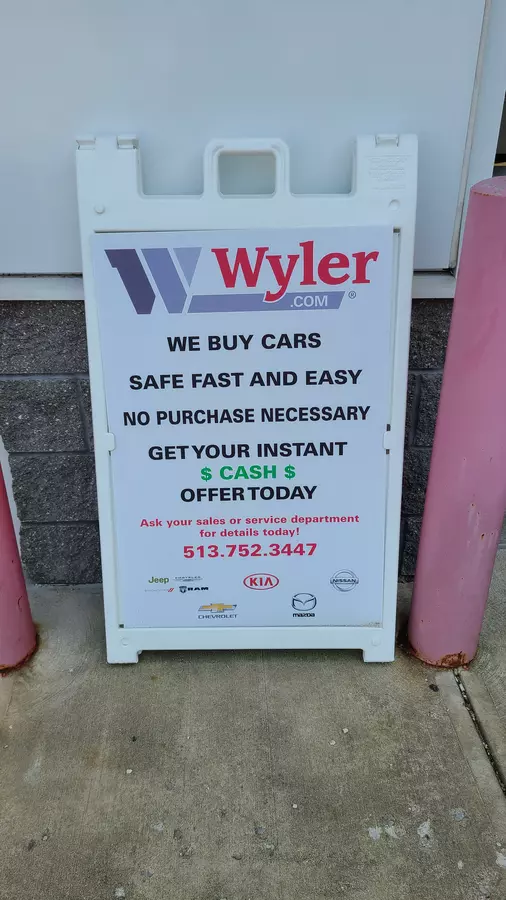 W Wyler
.COM ®
WE BUY CARS
SAFE FAST AND EASY
NO PURCHASE NECESSARY
GET YOUR INSTANT
$ CASH $
OFFER TODAY
Ask your sales or service department
for details today!
513.752.3447
Jeep CHRYSLER
RAM
KIA
NISSAN
CHEVROLET
mazda